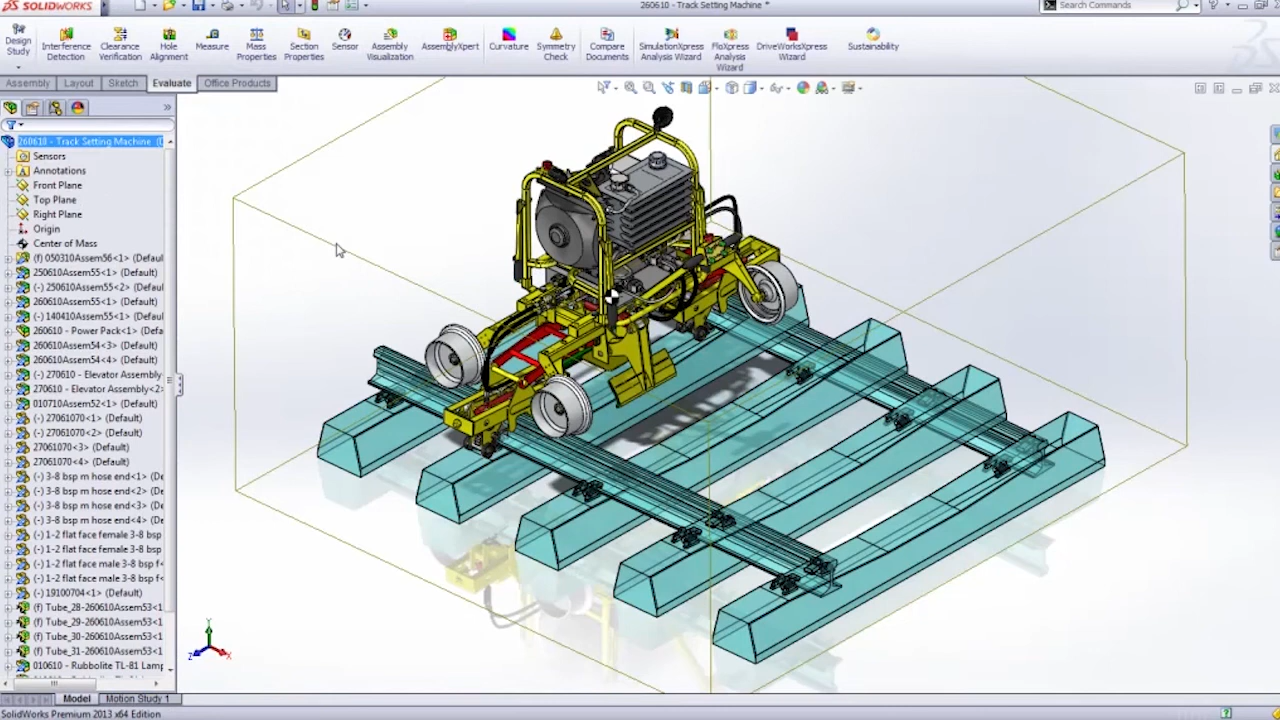 SOLIDWORKS
260610 - Track Setting Machine *
Search Commands
Design Study
Interference Detection
Clearance Verification
Hole Alignment
Measure
Mass Properties
Section Properties
Sensor
Assembly Visualization
AssemblyXpert
Curvature
Symmetry Check
Compare Documents
SimulationXpress Analysis Wizard
FloXpress Analysis Wizard
DriveWorksXpress Wizard
Sustainability
Assembly Layout Sketch Evaluate Office Products
260610 - Track Setting Machine (D
Sensors
Annotations
Front Plane
Top Plane
Right Plane
Origin
Center of Mass
(f) 050310Assem56<1> (Defaul
250610Assem55<1> (Default)
(-) 250610Assem55<2> (Defaul
260610Assem55<1> (Default)
(-) 140410Assem55<1> (Defaul
260610 - Power Pack<1> (Defa
260610Assem54<3> (Default)
260610Assem54<4> (Default)
(-) 270610 - Elevator Assembly
270610 - Elevator Assembly<2>
010710Assem52<1> (Default)
(-) 27061070<1> (Default)
(-) 27061070<2> (Default)
27061070<3> (Default)
27061070<4> (Default)
(-) 3-8 bsp m hose end<1> (De
(-) 3-8 bsp m hose end<2> (De
(-) 3-8 bsp m hose end<3> (De
(-) 3-8 bsp m hose end<4> (De
(-) 1-2 flat face female 3-8 bsp
(-) 1-2 flat face female 3-8 bsp
(-) 1-2 flat face male 3-8 bsp f<
(-) 1-2 flat face male 3-8 bsp f<
(-) 19100704<1> (Default)
(f) Tube_28-260610Assem53<1
(f) Tube_29-260610Assem53<1
(f) Tube_30-260610Assem53<1
(f) Tube_31-260610Assem53<1
010610 - Rubbolite TL-81 Lamp
Y
Z X
Model Motion Study 1
SolidWorks Premium 2013 x64 Edition